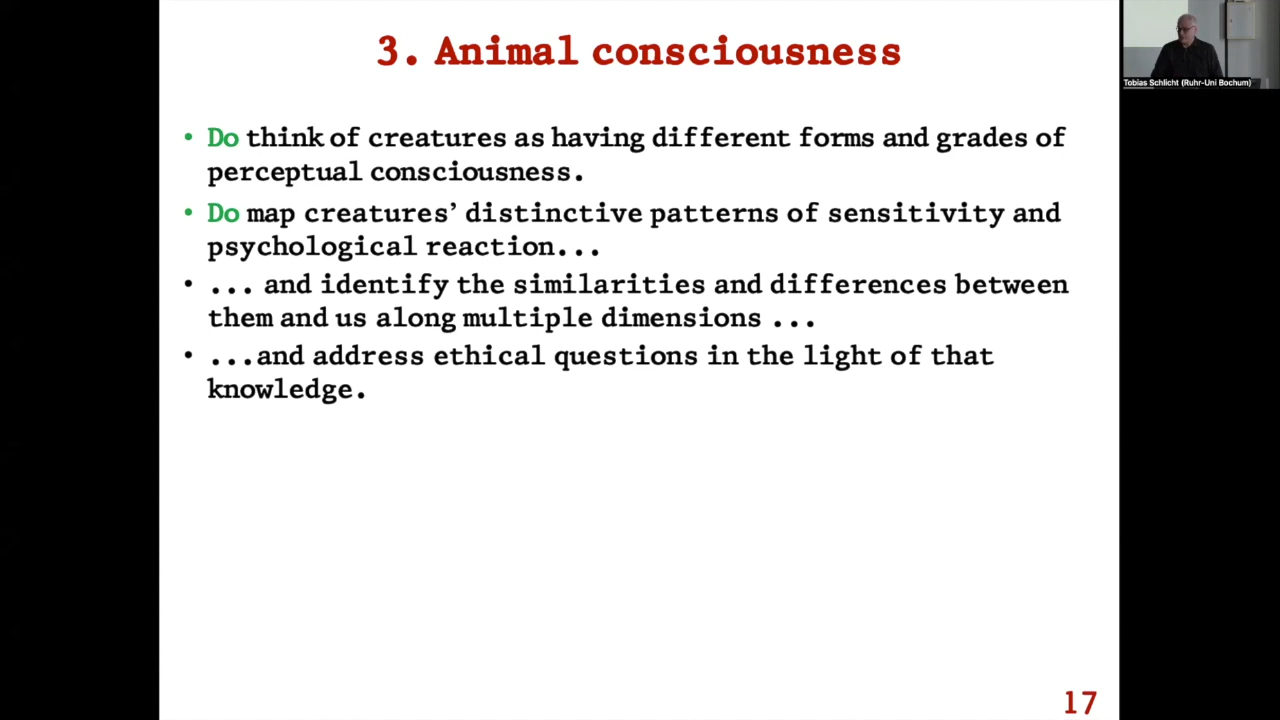 3. Animal consciousness
Tobias Schlicht (Ruhr-Uni Bochum)
• Do think of creatures as having different forms and grades of
perceptual consciousness.
• Do map creatures’ distinctive patterns of sensitivity and
psychological reaction...
• ... and identify the similarities and differences between
them and us along multiple dimensions ...
• ...and address ethical questions in the light of that
knowledge.
17